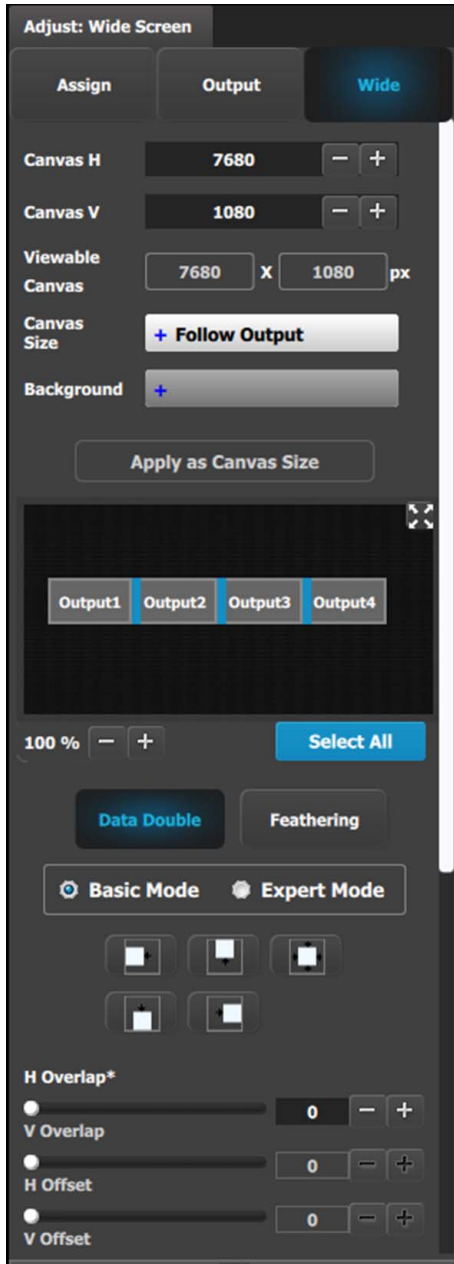 Adjust: Wide Screen
Assign Output Wide
Canvas H 7680 − +
Canvas V 1080 − +
Viewable
Canvas 7680 X 1080 px
Canvas
Size + Follow Output
Background +
Apply as Canvas Size
Output1 Output2 Output3 Output4
100 % − + Select All
Data Double Feathering
Basic Mode Expert Mode
H Overlap*
0 − +
V Overlap
0 − +
H Offset
0 − +
V Offset